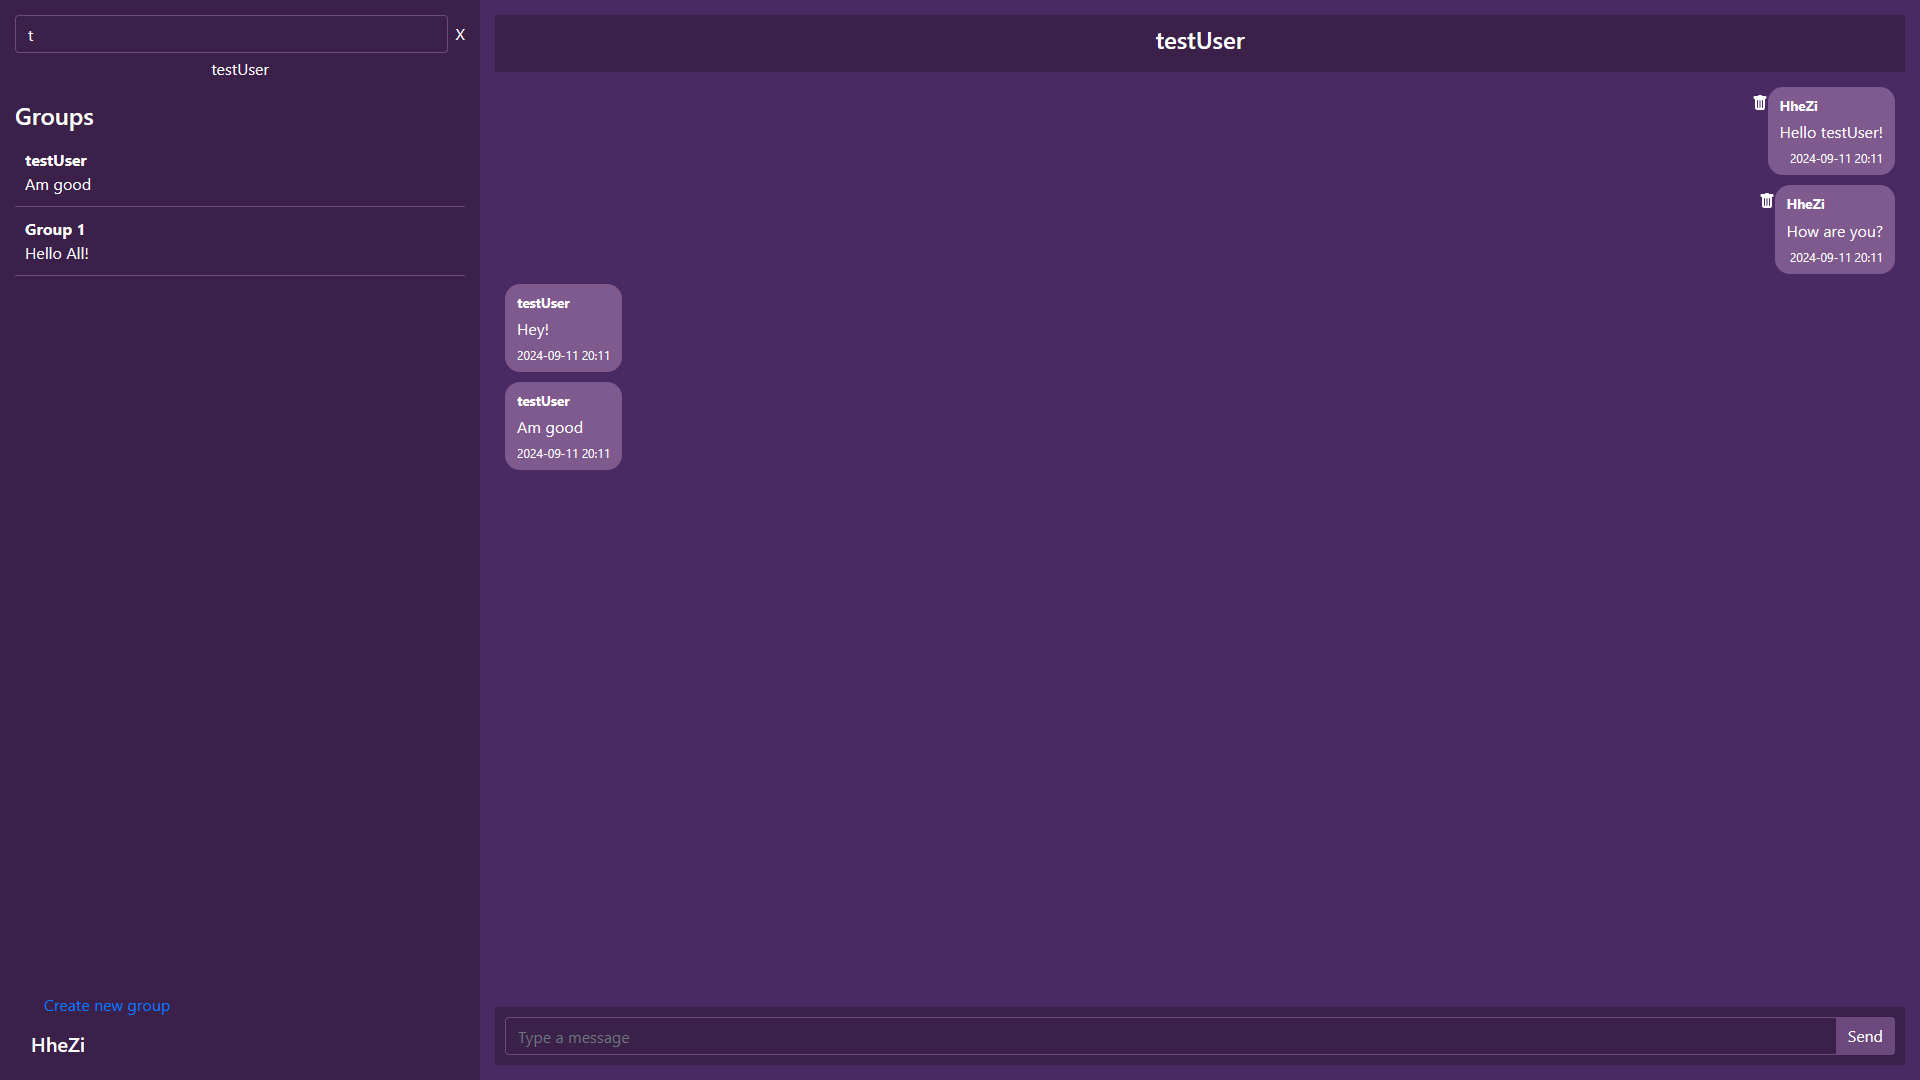 t
X
testUser
Groups
testUser
Am good
Group 1
Hello All!
Create new group
HheZi
testUser
HheZi
Hello testUser!
2024-09-11 20:11
HheZi
How are you?
2024-09-11 20:11
testUser
Hey!
2024-09-11 20:11
testUser
Am good
2024-09-11 20:11
Type a message
Send